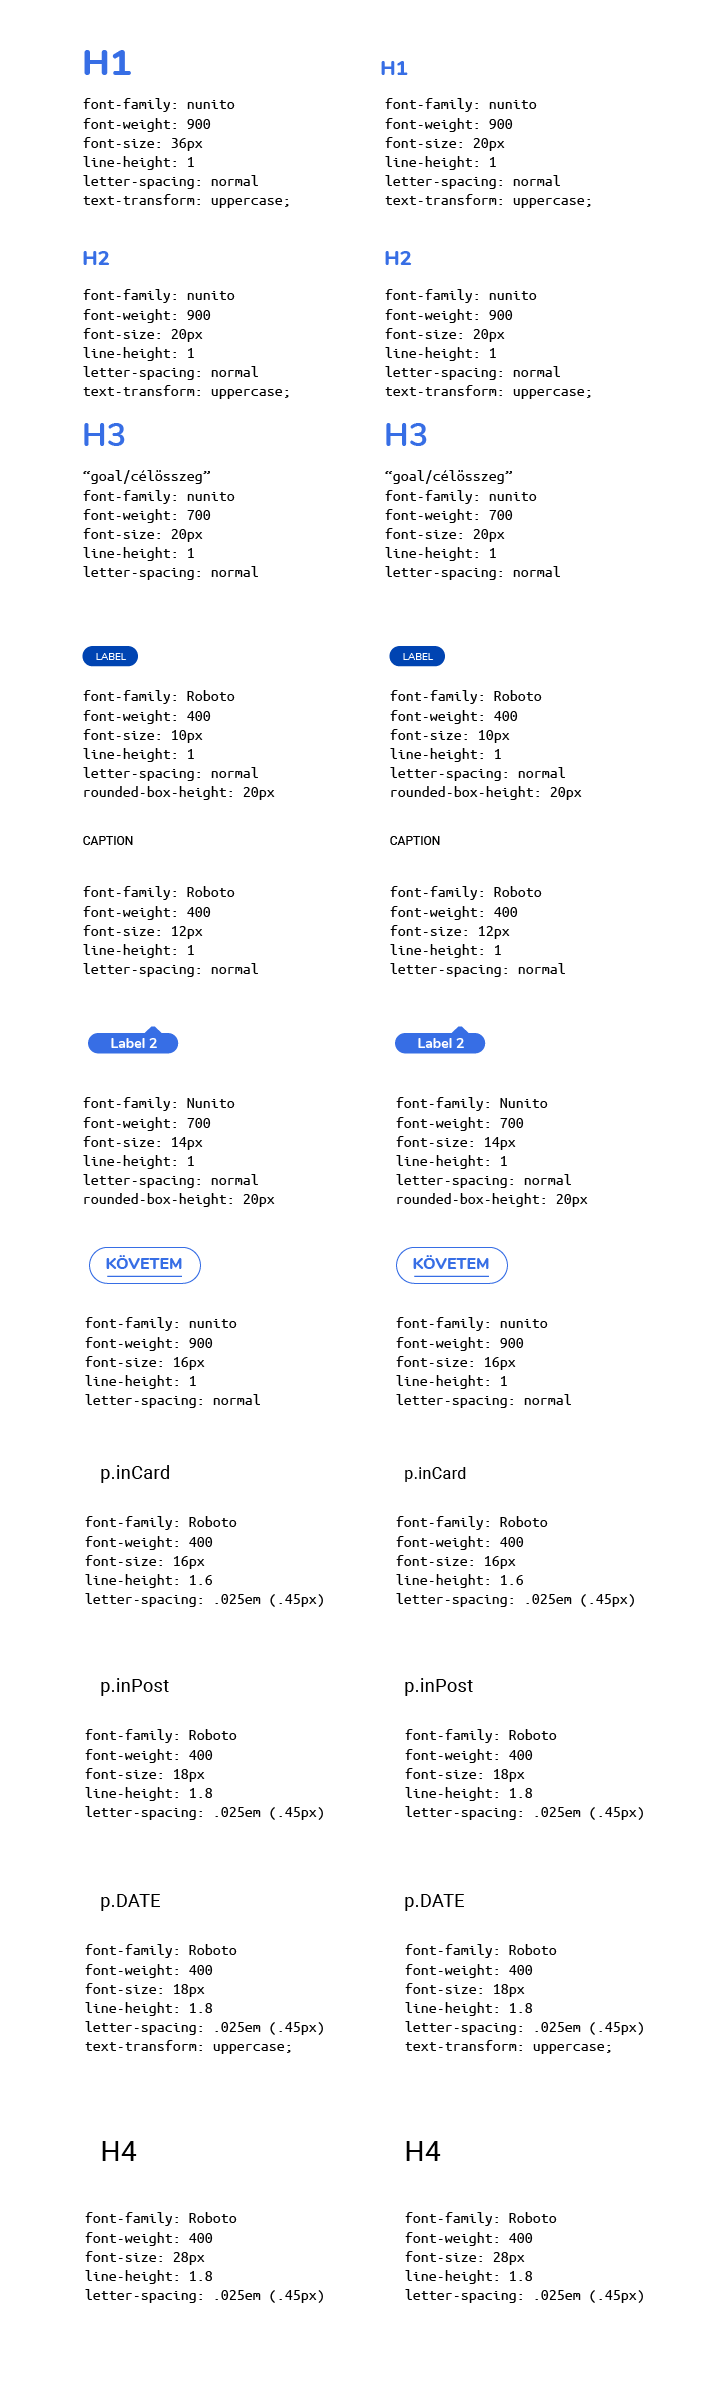 H1
font-family: nunito
font-weight: 900
font-size: 36px
line-height: 1
letter-spacing: normal
text-transform: uppercase;
H1
font-family: nunito
font-weight: 900
font-size: 20px
line-height: 1
letter-spacing: normal
text-transform: uppercase;
H2
font-family: nunito
font-weight: 900
font-size: 20px
line-height: 1
letter-spacing: normal
text-transform: uppercase;
H2
font-family: nunito
font-weight: 900
font-size: 20px
line-height: 1
letter-spacing: normal
text-transform: uppercase;
H3
“goal/célösszeg”
font-family: nunito
font-weight: 700
font-size: 20px
line-height: 1
letter-spacing: normal
H3
“goal/célösszeg”
font-family: nunito
font-weight: 700
font-size: 20px
line-height: 1
letter-spacing: normal
LABEL
font-family: Roboto
font-weight: 400
font-size: 10px
line-height: 1
letter-spacing: normal
rounded-box-height: 20px
LABEL
font-family: Roboto
font-weight: 400
font-size: 10px
line-height: 1
letter-spacing: normal
rounded-box-height: 20px
CAPTION
font-family: Roboto
font-weight: 400
font-size: 12px
line-height: 1
letter-spacing: normal
CAPTION
font-family: Roboto
font-weight: 400
font-size: 12px
line-height: 1
letter-spacing: normal
Label 2
font-family: Nunito
font-weight: 700
font-size: 14px
line-height: 1
letter-spacing: normal
rounded-box-height: 20px
Label 2
font-family: Nunito
font-weight: 700
font-size: 14px
line-height: 1
letter-spacing: normal
rounded-box-height: 20px
KÖVETEM
font-family: nunito
font-weight: 900
font-size: 16px
line-height: 1
letter-spacing: normal
KÖVETEM
font-family: nunito
font-weight: 900
font-size: 16px
line-height: 1
letter-spacing: normal
p.inCard
font-family: Roboto
font-weight: 400
font-size: 16px
line-height: 1.6
letter-spacing: .025em (.45px)
p.inCard
font-family: Roboto
font-weight: 400
font-size: 16px
line-height: 1.6
letter-spacing: .025em (.45px)
p.inPost
font-family: Roboto
font-weight: 400
font-size: 18px
line-height: 1.8
letter-spacing: .025em (.45px)
p.inPost
font-family: Roboto
font-weight: 400
font-size: 18px
line-height: 1.8
letter-spacing: .025em (.45px)
p.DATE
font-family: Roboto
font-weight: 400
font-size: 18px
line-height: 1.8
letter-spacing: .025em (.45px)
text-transform: uppercase;
p.DATE
font-family: Roboto
font-weight: 400
font-size: 18px
line-height: 1.8
letter-spacing: .025em (.45px)
text-transform: uppercase;
H4
font-family: Roboto
font-weight: 400
font-size: 28px
line-height: 1.8
letter-spacing: .025em (.45px)
H4
font-family: Roboto
font-weight: 400
font-size: 28px
line-height: 1.8
letter-spacing: .025em (.45px)